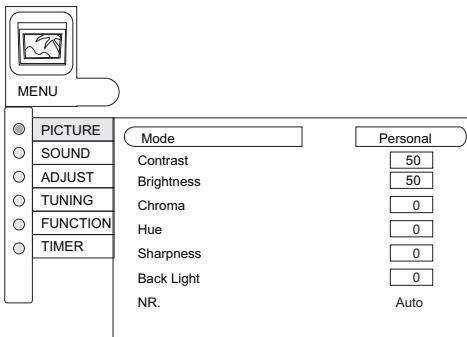 MENU
PICTURE
SOUND
ADJUST
TUNING
FUNCTION
TIMER
Mode Personal
Contrast 50
Brightness 50
Chroma 0
Hue 0
Sharpness 0
Back Light 0
NR. Auto